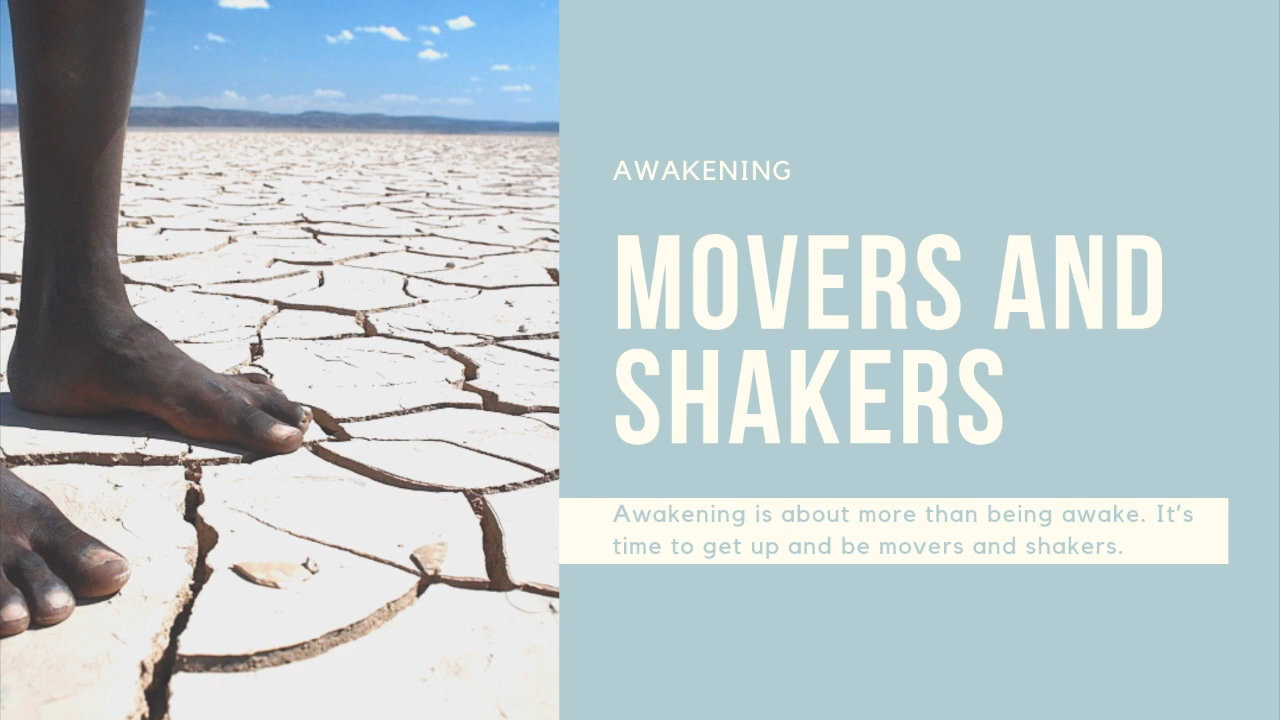 AWAKENING
MOVERS AND
SHAKERS
Awakening is about more than being awake. It's
time to get up and be movers and shakers.